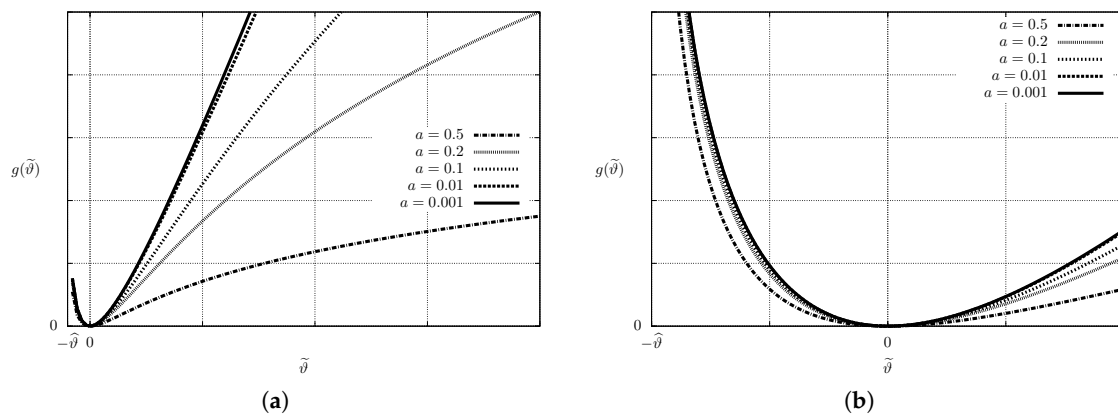 g(ϑ̃)
a = 0.5
a = 0.2
a = 0.1
a = 0.01
a = 0.001
0
−ϑ̂ 0
ϑ̃
(a)
g(ϑ̃)
a = 0.5
a = 0.2
a = 0.1
a = 0.01
a = 0.001
0
−ϑ̂ 0
ϑ̃
(b)